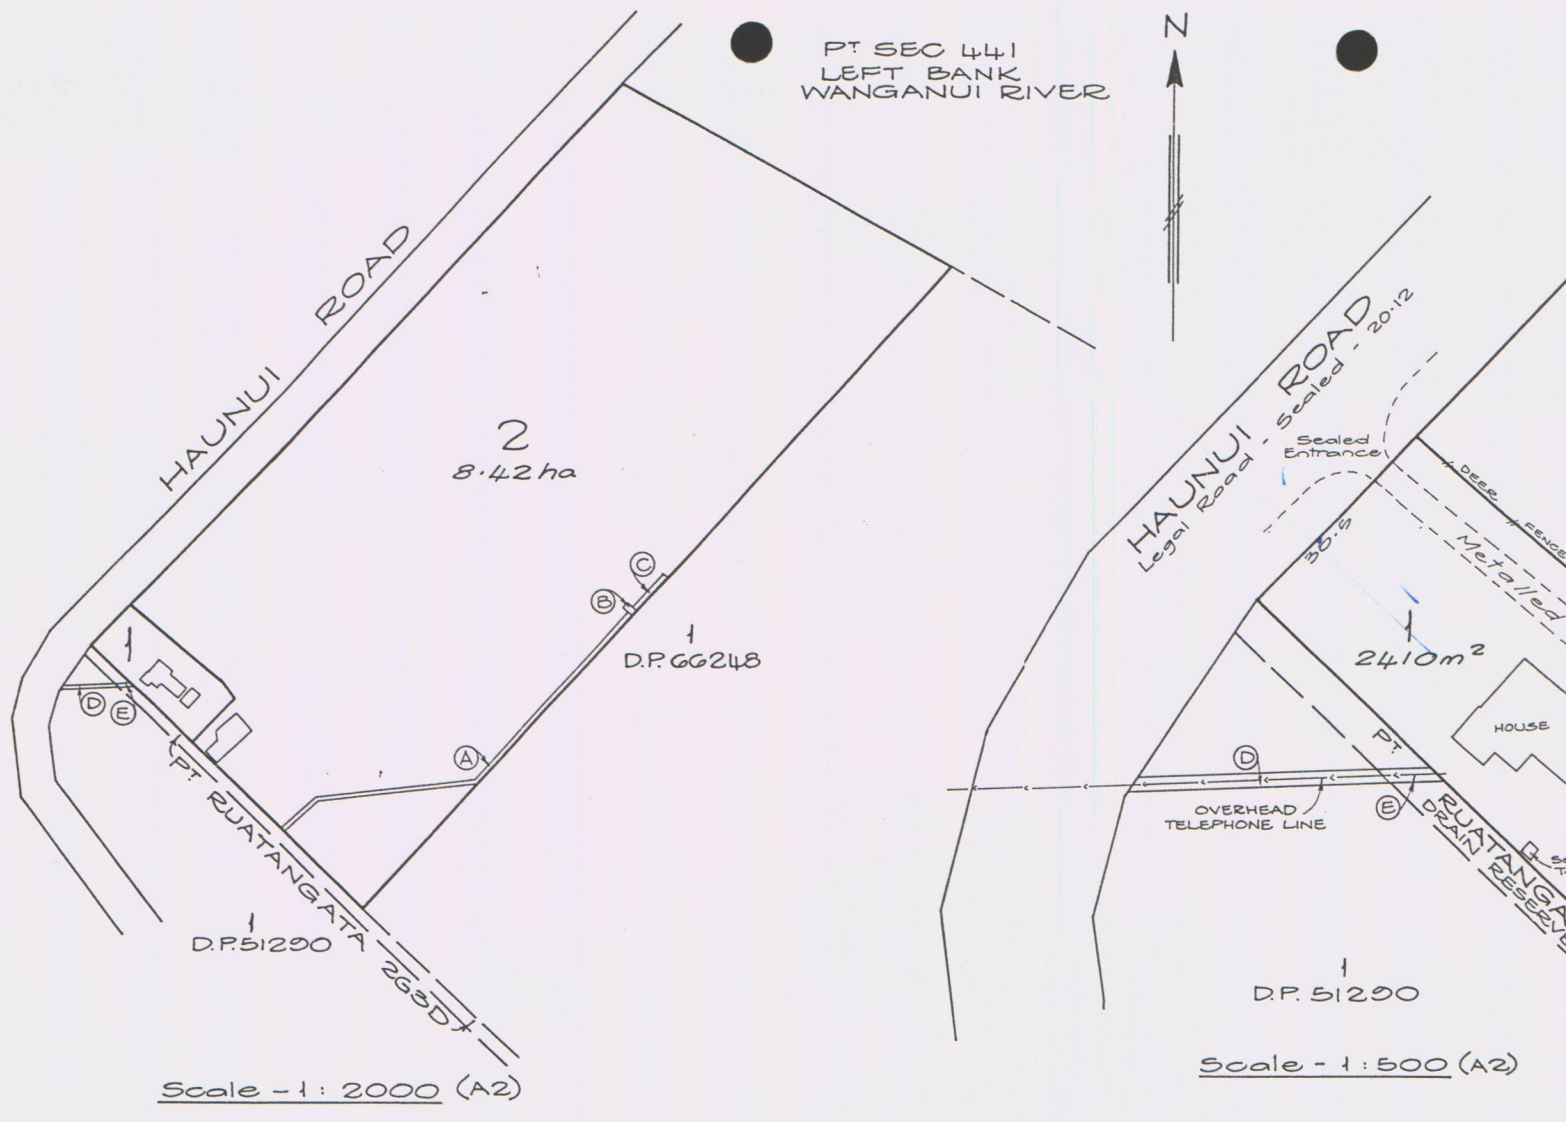 PT SEC 441
LEFT BANK
WANGANUI RIVER
N
HAUNUI ROAD
2
8.42 ha
C
B
1
D.P. 66248
1
D
E
A
PT RUATANGATA 2G3D
1
D.P. 51290
Scale - 1 : 2000 (A2)
HAUNUI ROAD
Legal Road - Sealed - 20.12
Sealed
Entrance
DEER FENCE
Metalled
30.5
1
2410m²
HOUSE
PT
D
OVERHEAD
TELEPHONE LINE
E
DRAIN RESERVE
1
D.P. 51290
Scale - 1 : 500 (A2)